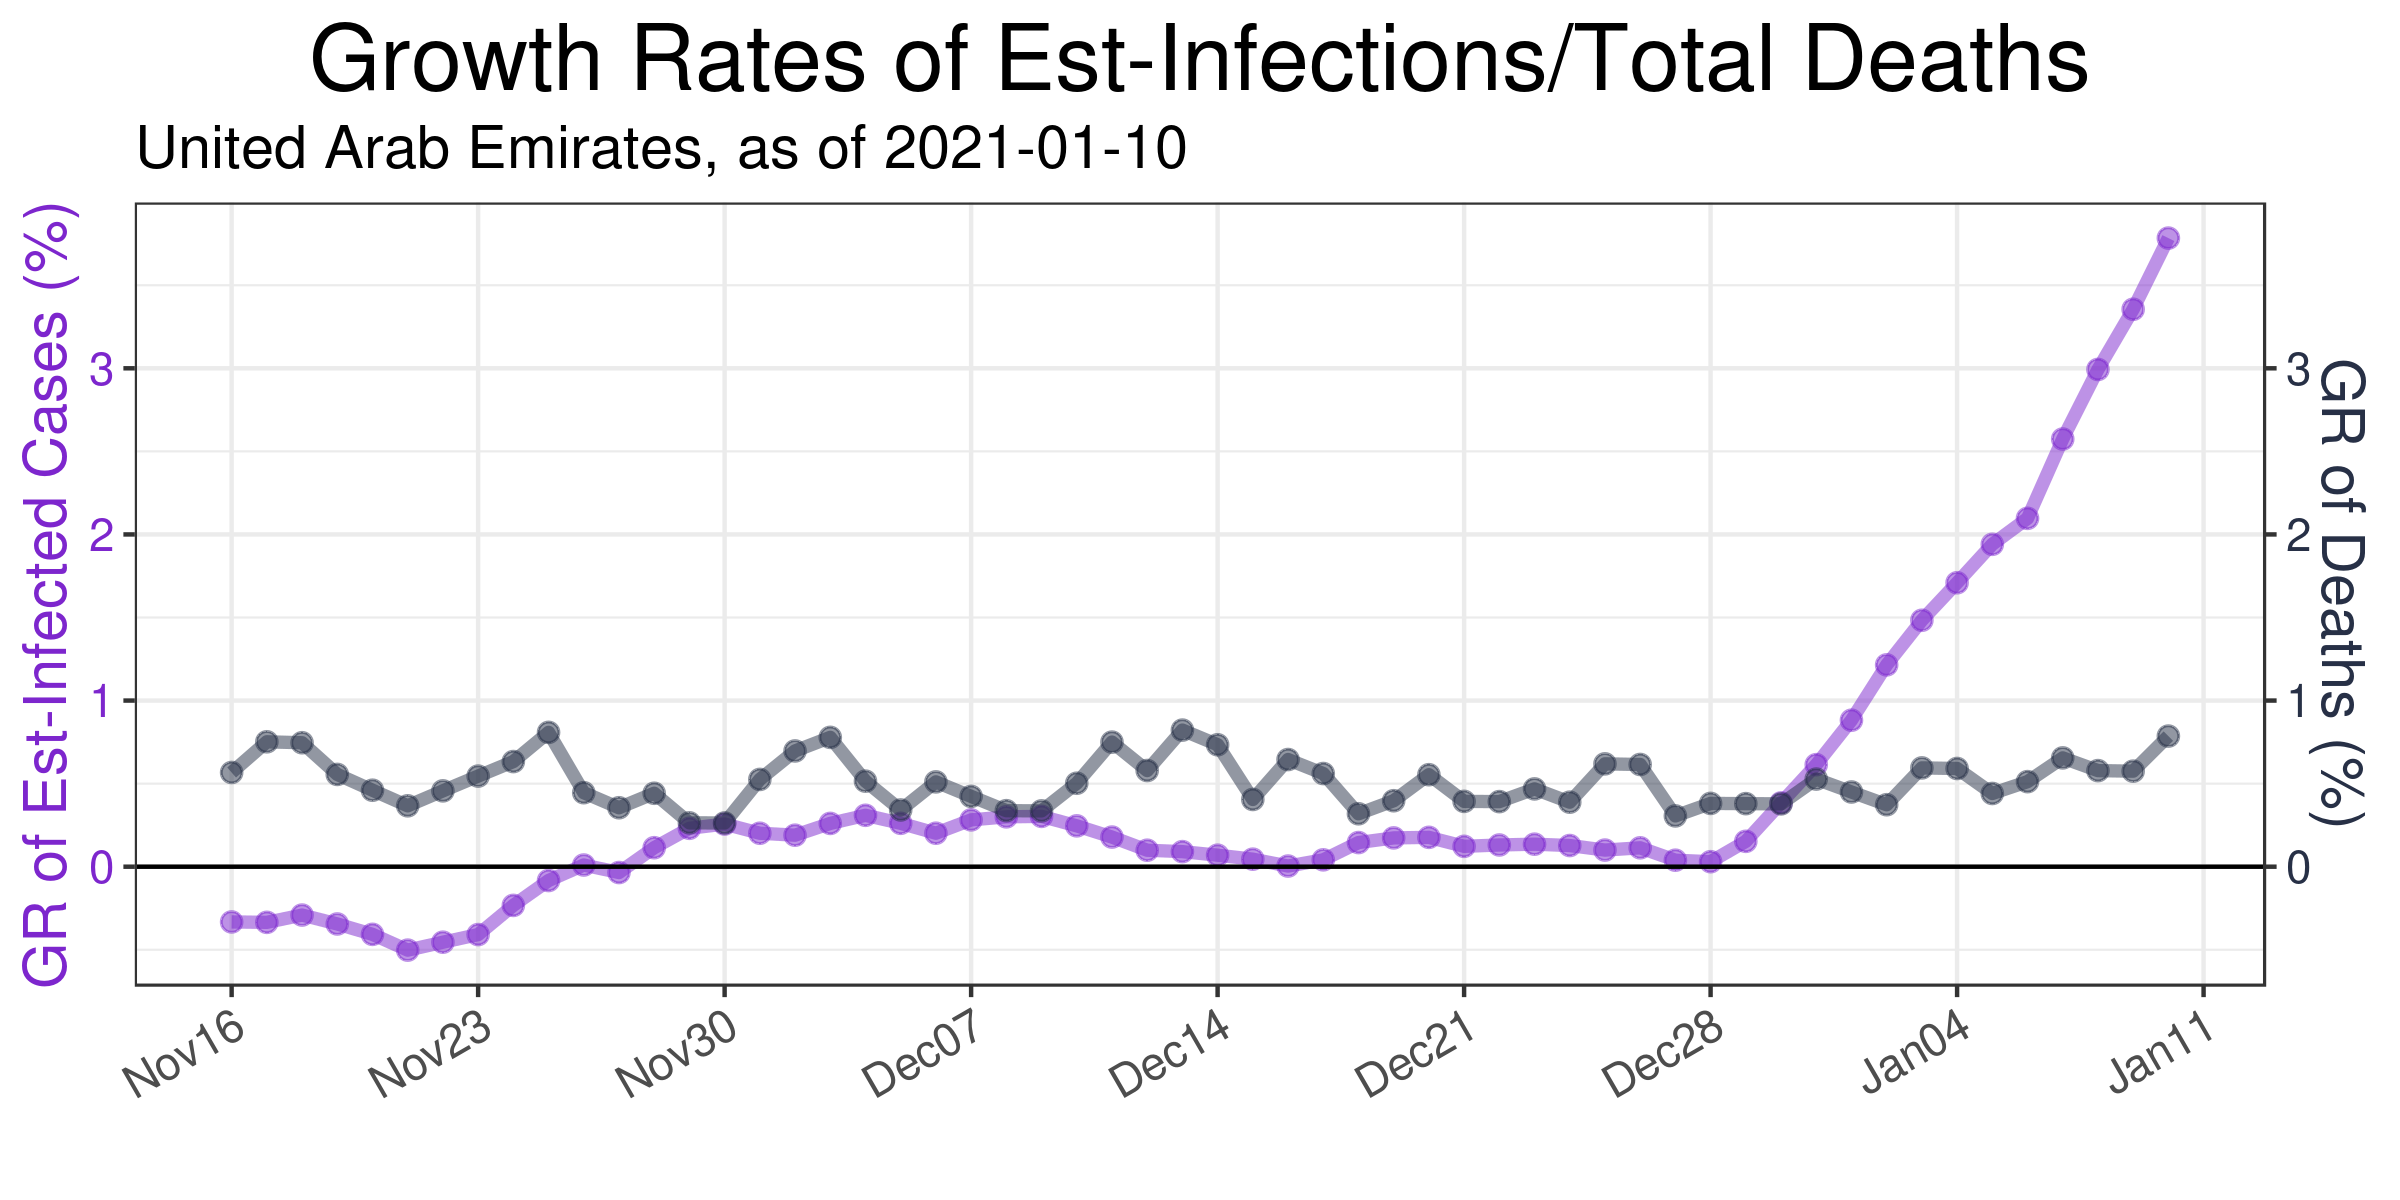 Growth Rates of Est-Infections/Total Deaths
United Arab Emirates, as of 2021-01-10
GR of Est-Infected Cases (%)
3
2
1
0
3
2
1
0
GR of Deaths (%)
Nov16
Nov23
Nov30
Dec07
Dec14
Dec21
Dec28
Jan04
Jan11